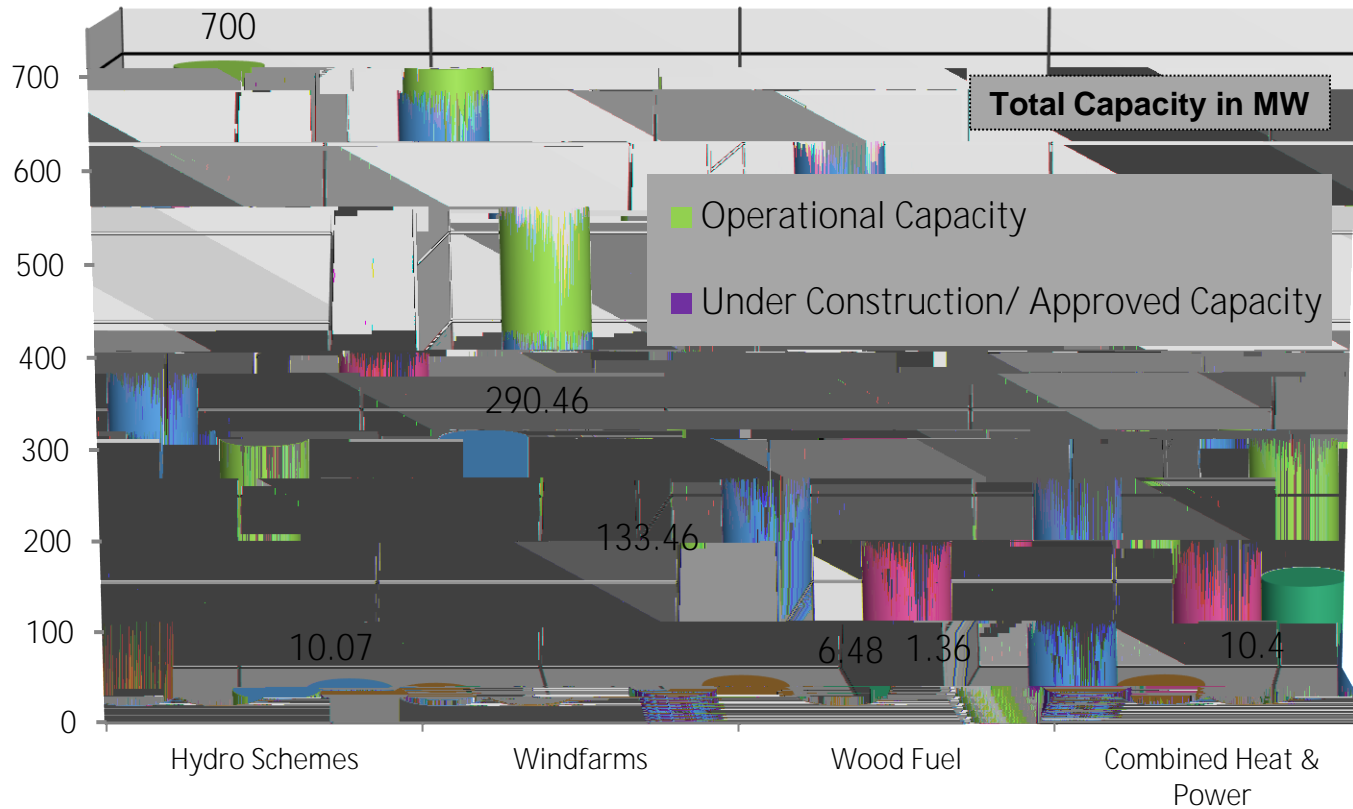 700
700
Total Capacity in MW
600
Operational Capacity
500
Under Construction/ Approved Capacity
400
290.46
300
200
133.46
100
10.07
6.48
1.36
10.4
0
Hydro Schemes
Windfarms
Wood Fuel
Combined Heat &
Power